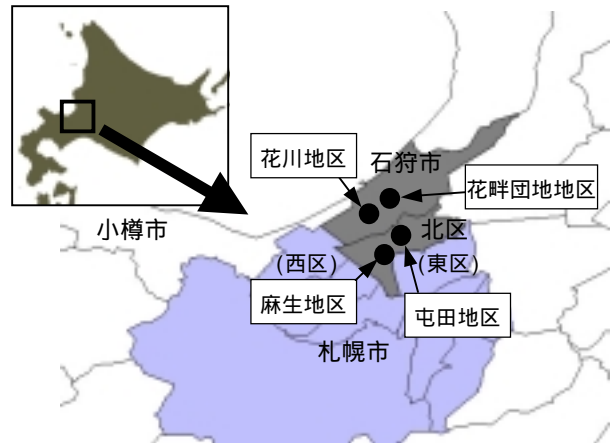 花川地区
石狩市
花畔団地地区
小樽市
北区
(西区)
(東区)
麻生地区
屯田地区
札幌市